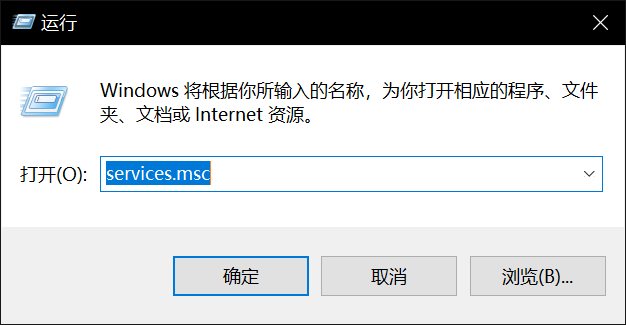 运行
Windows 将根据你所输入的名称，为你打开相应的程序、文件
夹、文档或 Internet 资源。
打开(O): services.msc
确定 取消 浏览(B)...